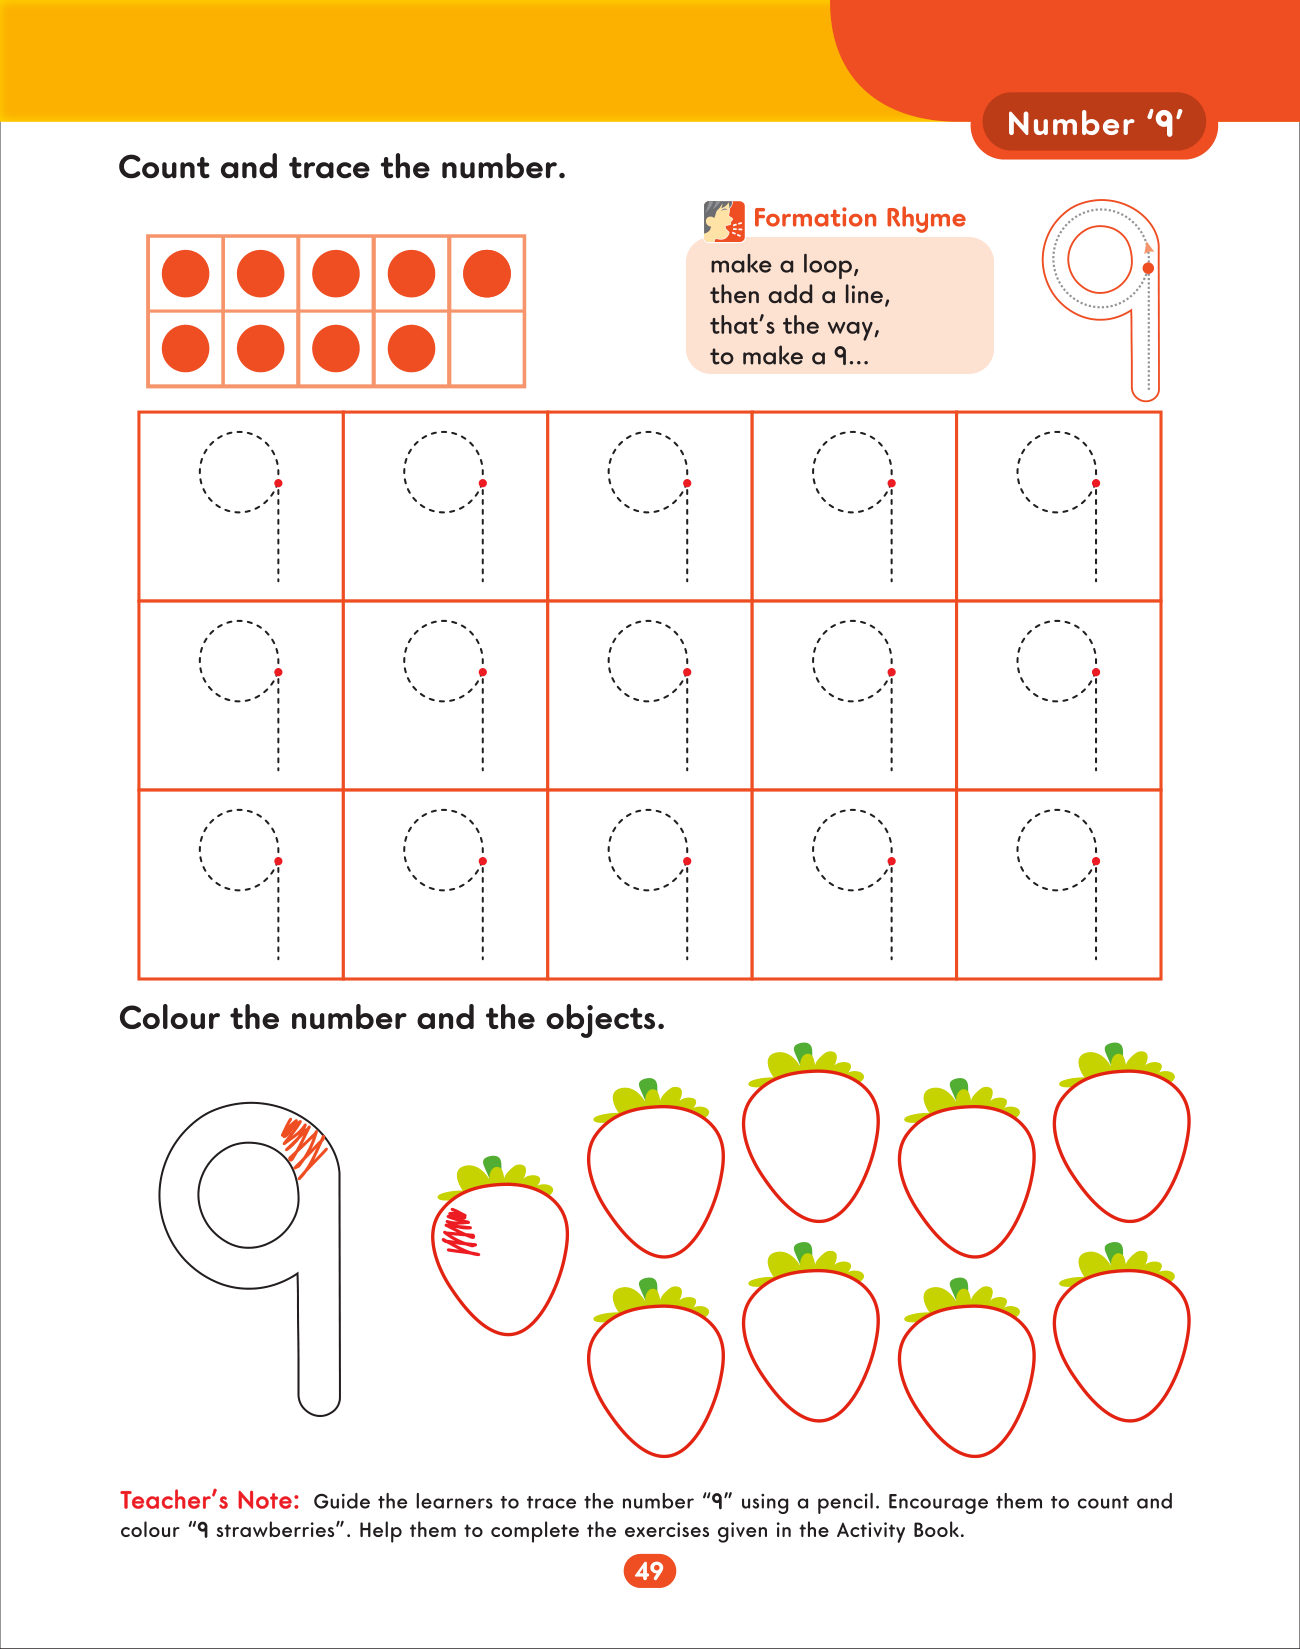 Number ‘9’
Count and trace the number.
Formation Rhyme
make a loop,
then add a line,
that’s the way,
to make a 9...
Colour the number and the objects.
Teacher’s Note: Guide the learners to trace the number “9” using a pencil. Encourage them to count and
colour “9 strawberries”. Help them to complete the exercises given in the Activity Book.
49